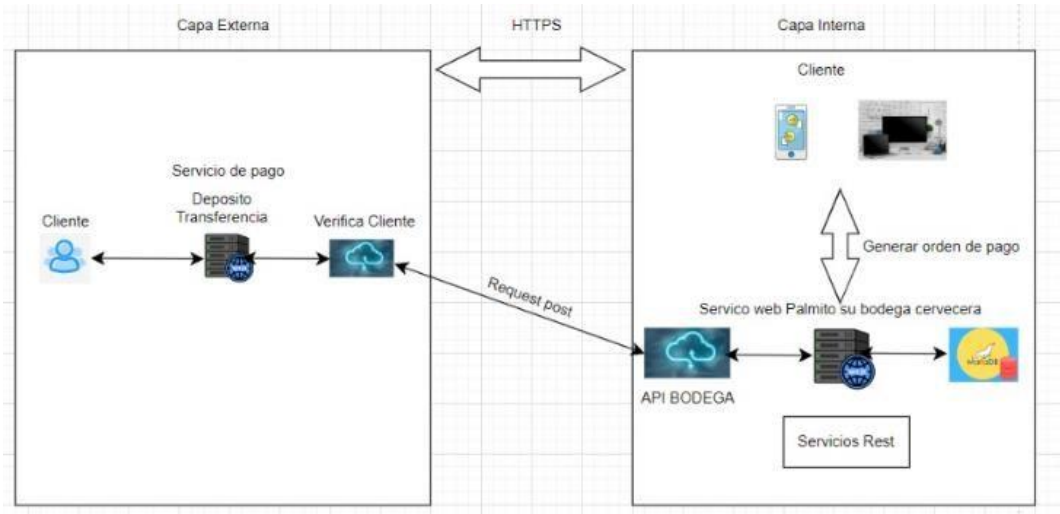 Capa Externa
HTTPS
Capa Interna
Cliente
Servicio de pago
Deposito
Transferencia
Cliente
Verifica Cliente
Generar orden de pago
Request post
Servico web Palmito su bodega cervecera
MariaDB
API BODEGA
Servicios Rest